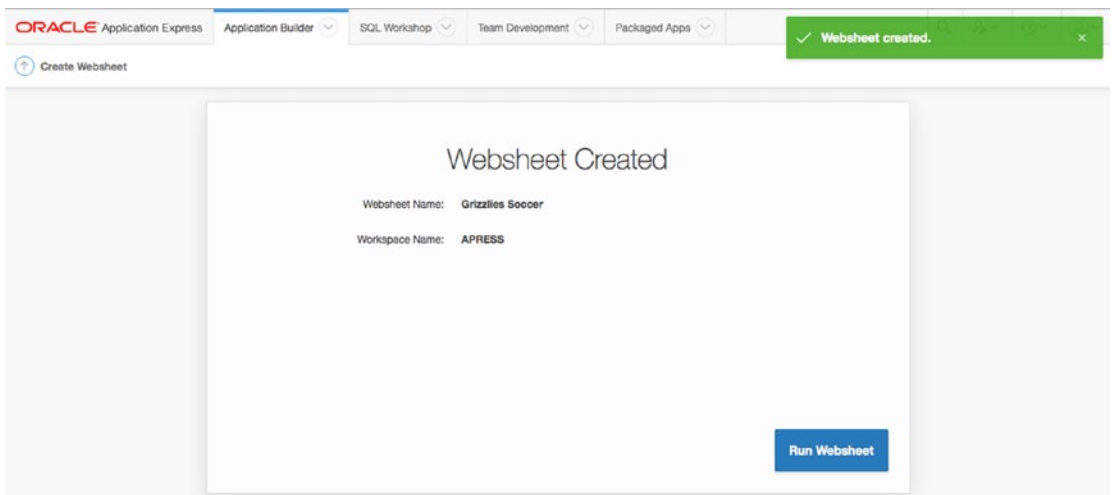 ORACLE Application Express Application Builder SQL Workshop Team Development Packaged Apps
Websheet created.
Create Websheet
Websheet Created
Websheet Name: Grizzlies Soccer
Workspace Name: APRESS
Run Websheet